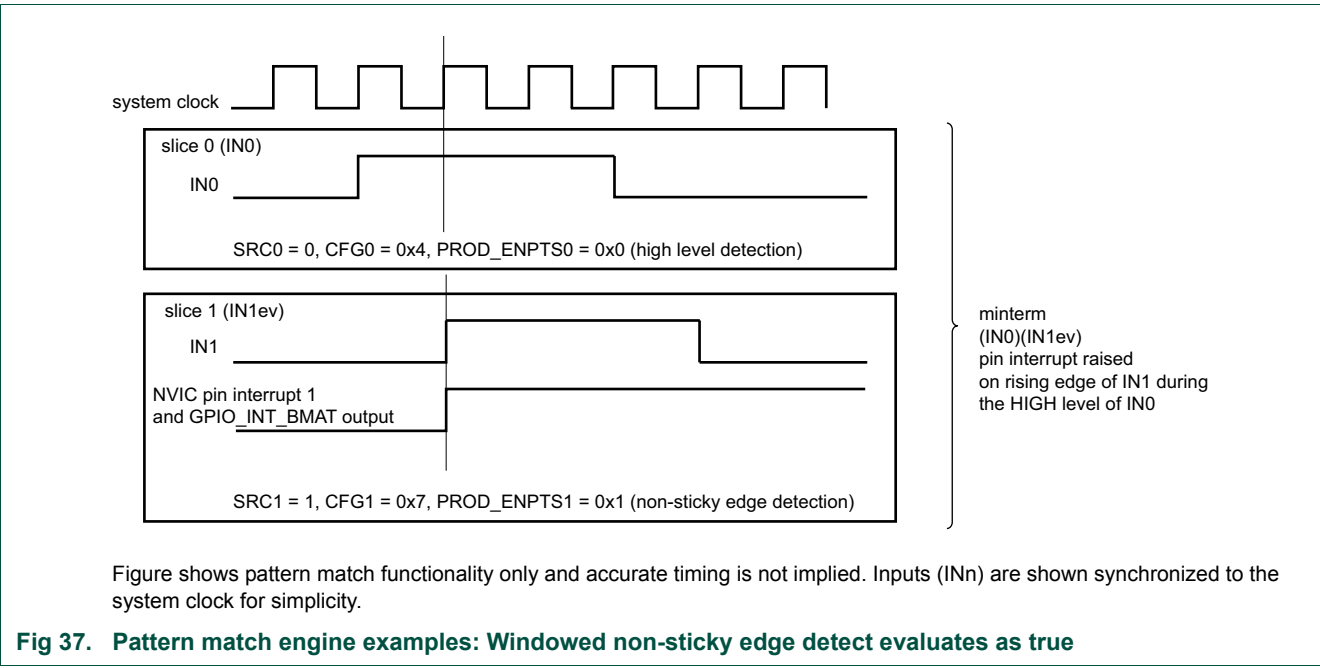 system clock
slice 0 (IN0)
IN0
SRC0 = 0, CFG0 = 0x4, PROD_ENPTS0 = 0x0 (high level detection)
slice 1 (IN1ev)
IN1
NVIC pin interrupt 1
and GPIO_INT_BMAT output
SRC1 = 1, CFG1 = 0x7, PROD_ENPTS1 = 0x1 (non-sticky edge detection)
minterm
(IN0)(IN1ev)
pin interrupt raised
on rising edge of IN1 during
the HIGH level of IN0
Figure shows pattern match functionality only and accurate timing is not implied. Inputs (INn) are shown synchronized to the
system clock for simplicity.
Fig 37. Pattern match engine examples: Windowed non-sticky edge detect evaluates as true